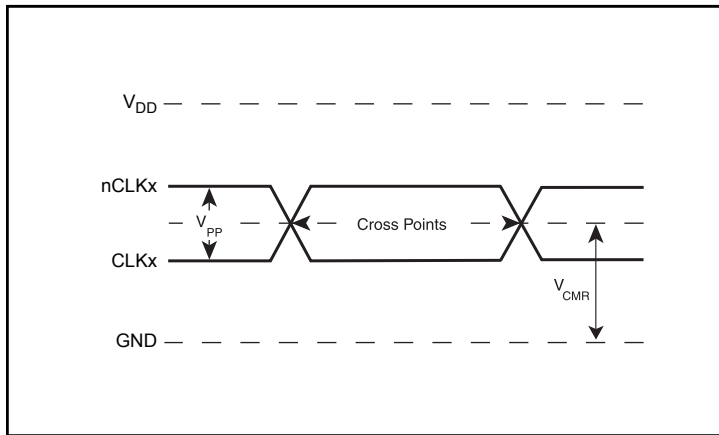 VDD
nCLKx
VPP
Cross Points
CLKx
VCMR
GND